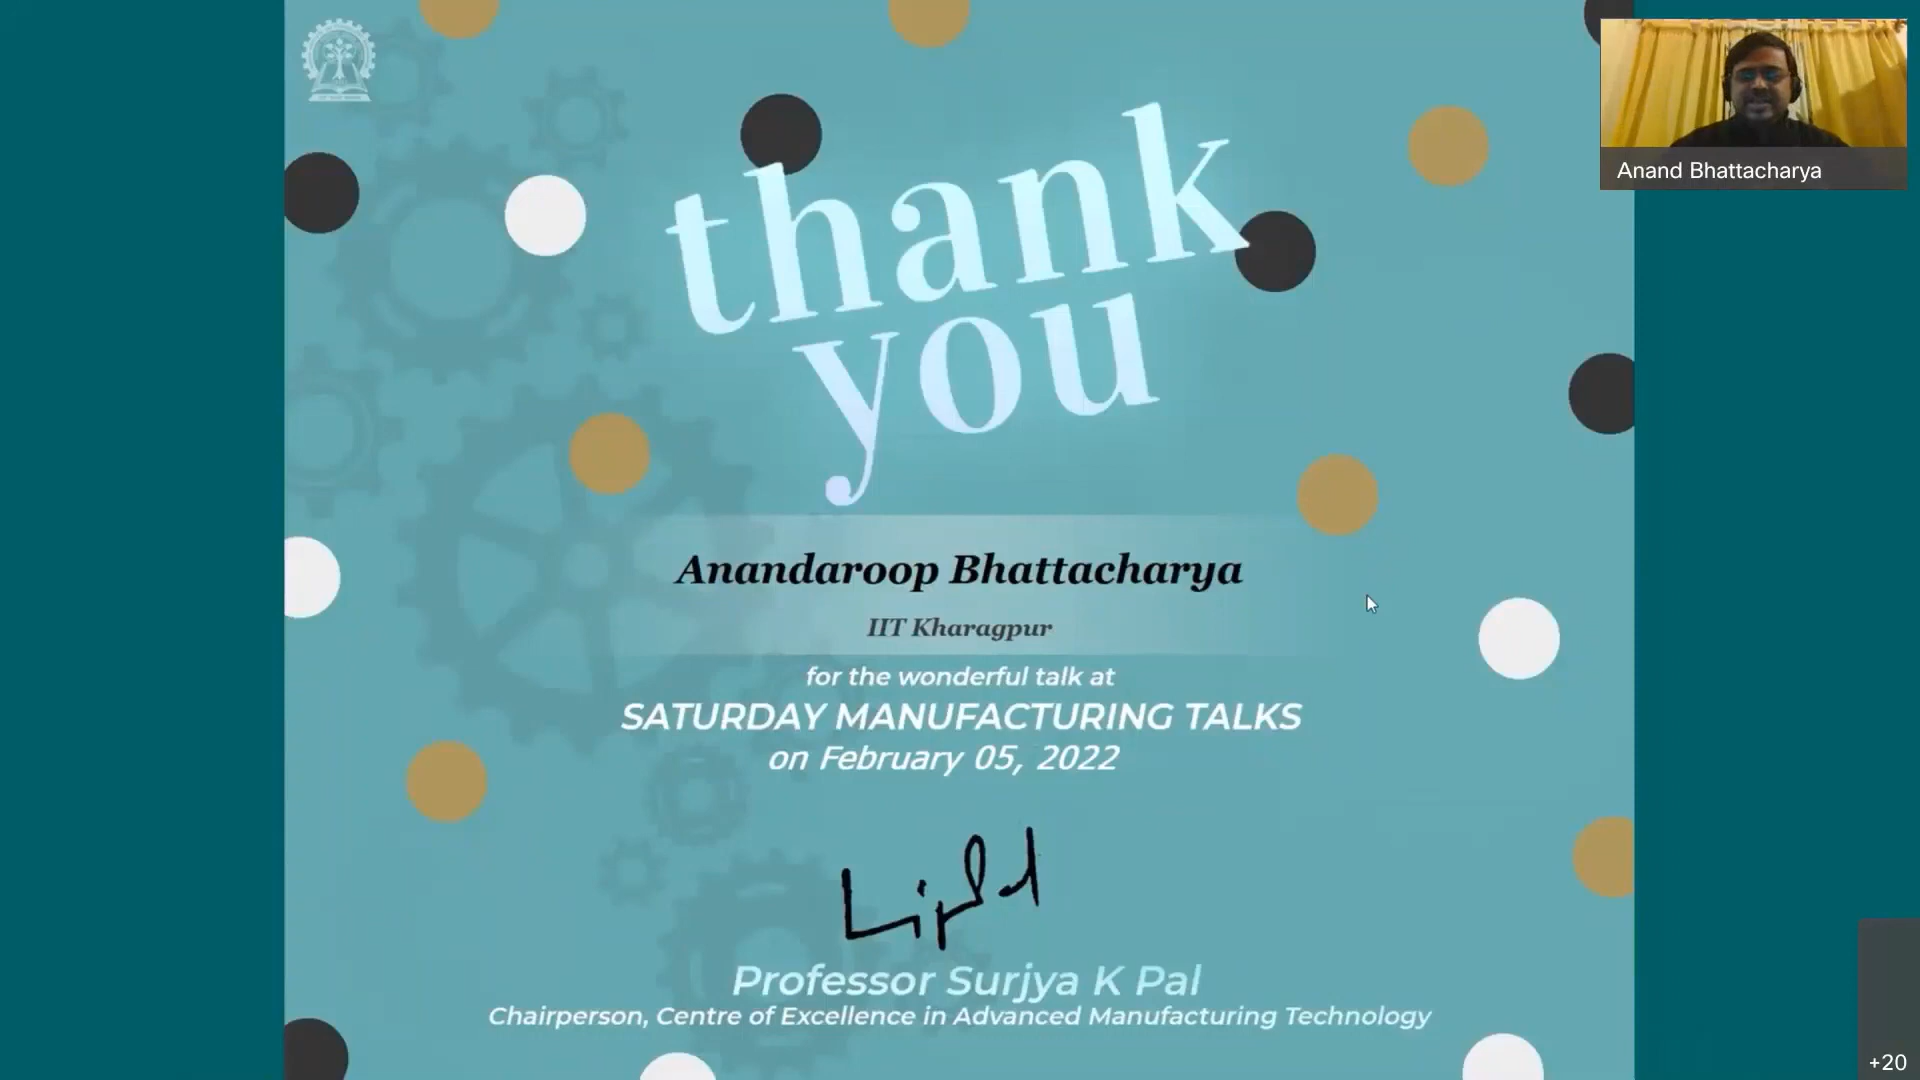 thank
you
Anandaroop Bhattacharya
IIT Kharagpur
for the wonderful talk at
SATURDAY MANUFACTURING TALKS
on February 05, 2022
Professor Surjya K Pal
Chairperson, Centre of Excellence in Advanced Manufacturing Technology
Anand Bhattacharya
+20